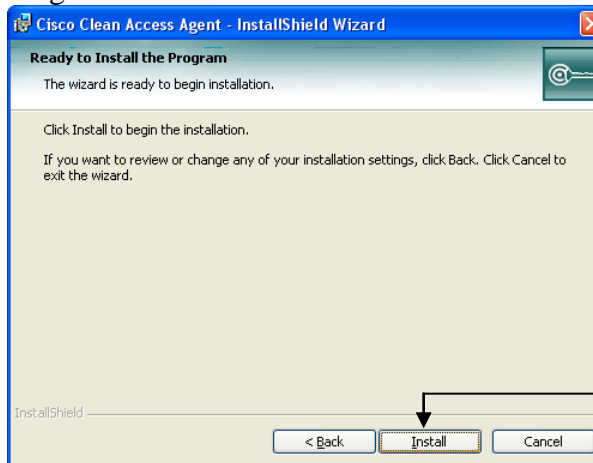 Cisco Clean Access Agent - InstallShield Wizard
Ready to Install the Program
The wizard is ready to begin installation.
Click Install to begin the installation.
If you want to review or change any of your installation settings, click Back. Click Cancel to
exit the wizard.
InstallShield
< Back Install Cancel